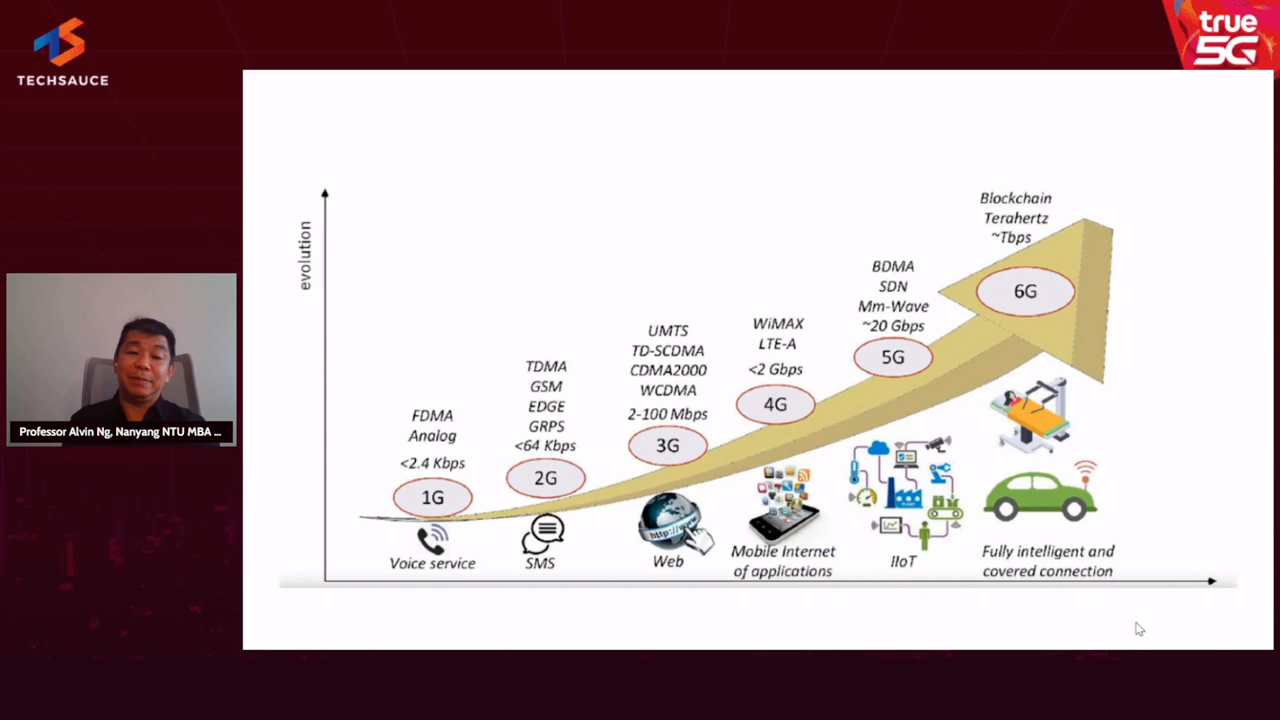 TECHSAUCE
true
5G
evolution
FDMA
Analog
<2.4 Kbps
1G
Voice service
TDMA
GSM
EDGE
GRPS
<64 Kbps
2G
SMS
UMTS
TD-SCDMA
CDMA2000
WCDMA
2-100 Mbps
3G
http://www
Web
WiMAX
LTE-A
<2 Gbps
4G
Mobile Internet
of applications
BDMA
SDN
Mm-Wave
~20 Gbps
5G
IIoT
Blockchain
Terahertz
~Tbps
6G
Fully intelligent and
covered connection
Professor Alvin Ng, Nanyang NTU MBA ...